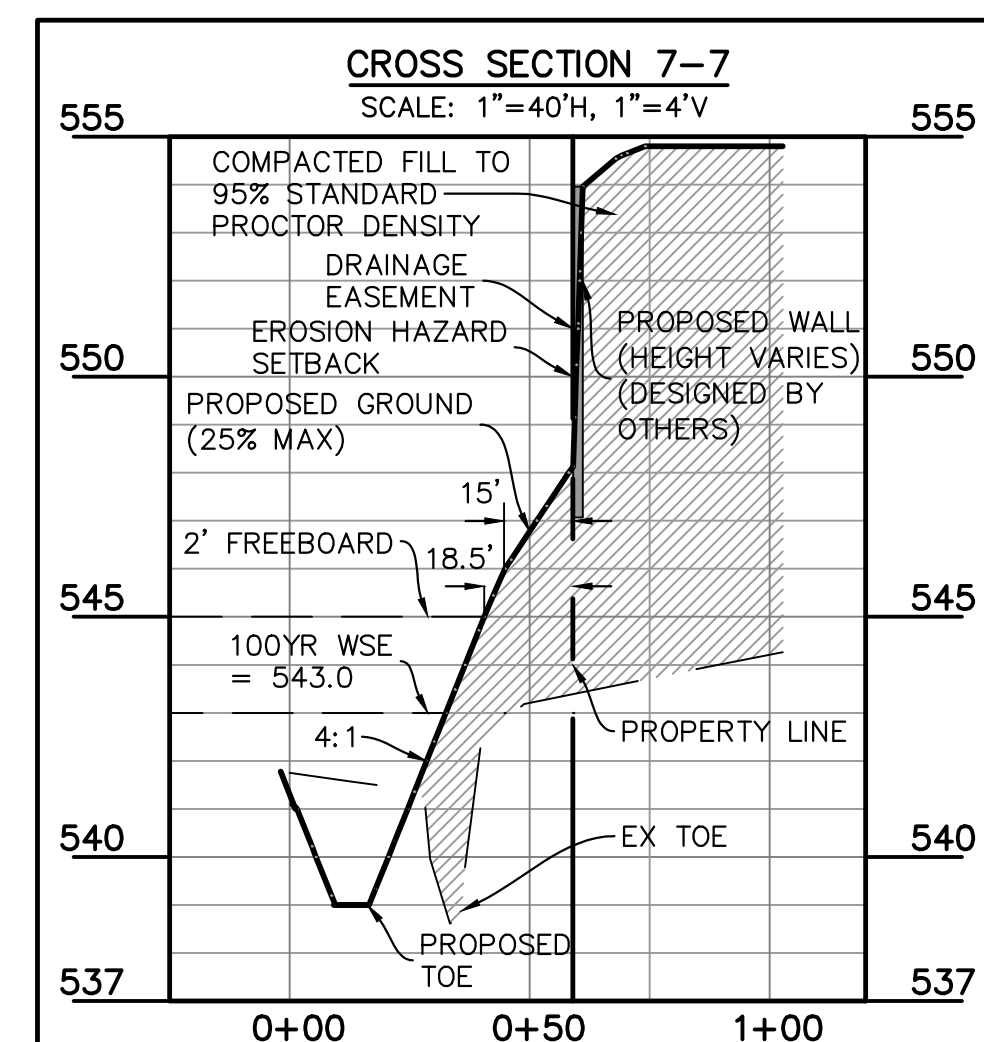 CROSS SECTION 7-7
SCALE: 1"=40'H, 1"=4'V
555
555
COMPACTED FILL TO
95% STANDARD
PROCTOR DENSITY
DRAINAGE
EASEMENT
EROSION HAZARD
SETBACK
PROPOSED WALL
(HEIGHT VARIES)
(DESIGNED BY
OTHERS)
550
550
PROPOSED GROUND
(25% MAX)
15'
2' FREEBOARD
18.5'
545
545
100YR WSE
= 543.0
4:1
PROPERTY LINE
540
540
EX TOE
PROPOSED
TOE
537
537
0+00
0+50
1+00